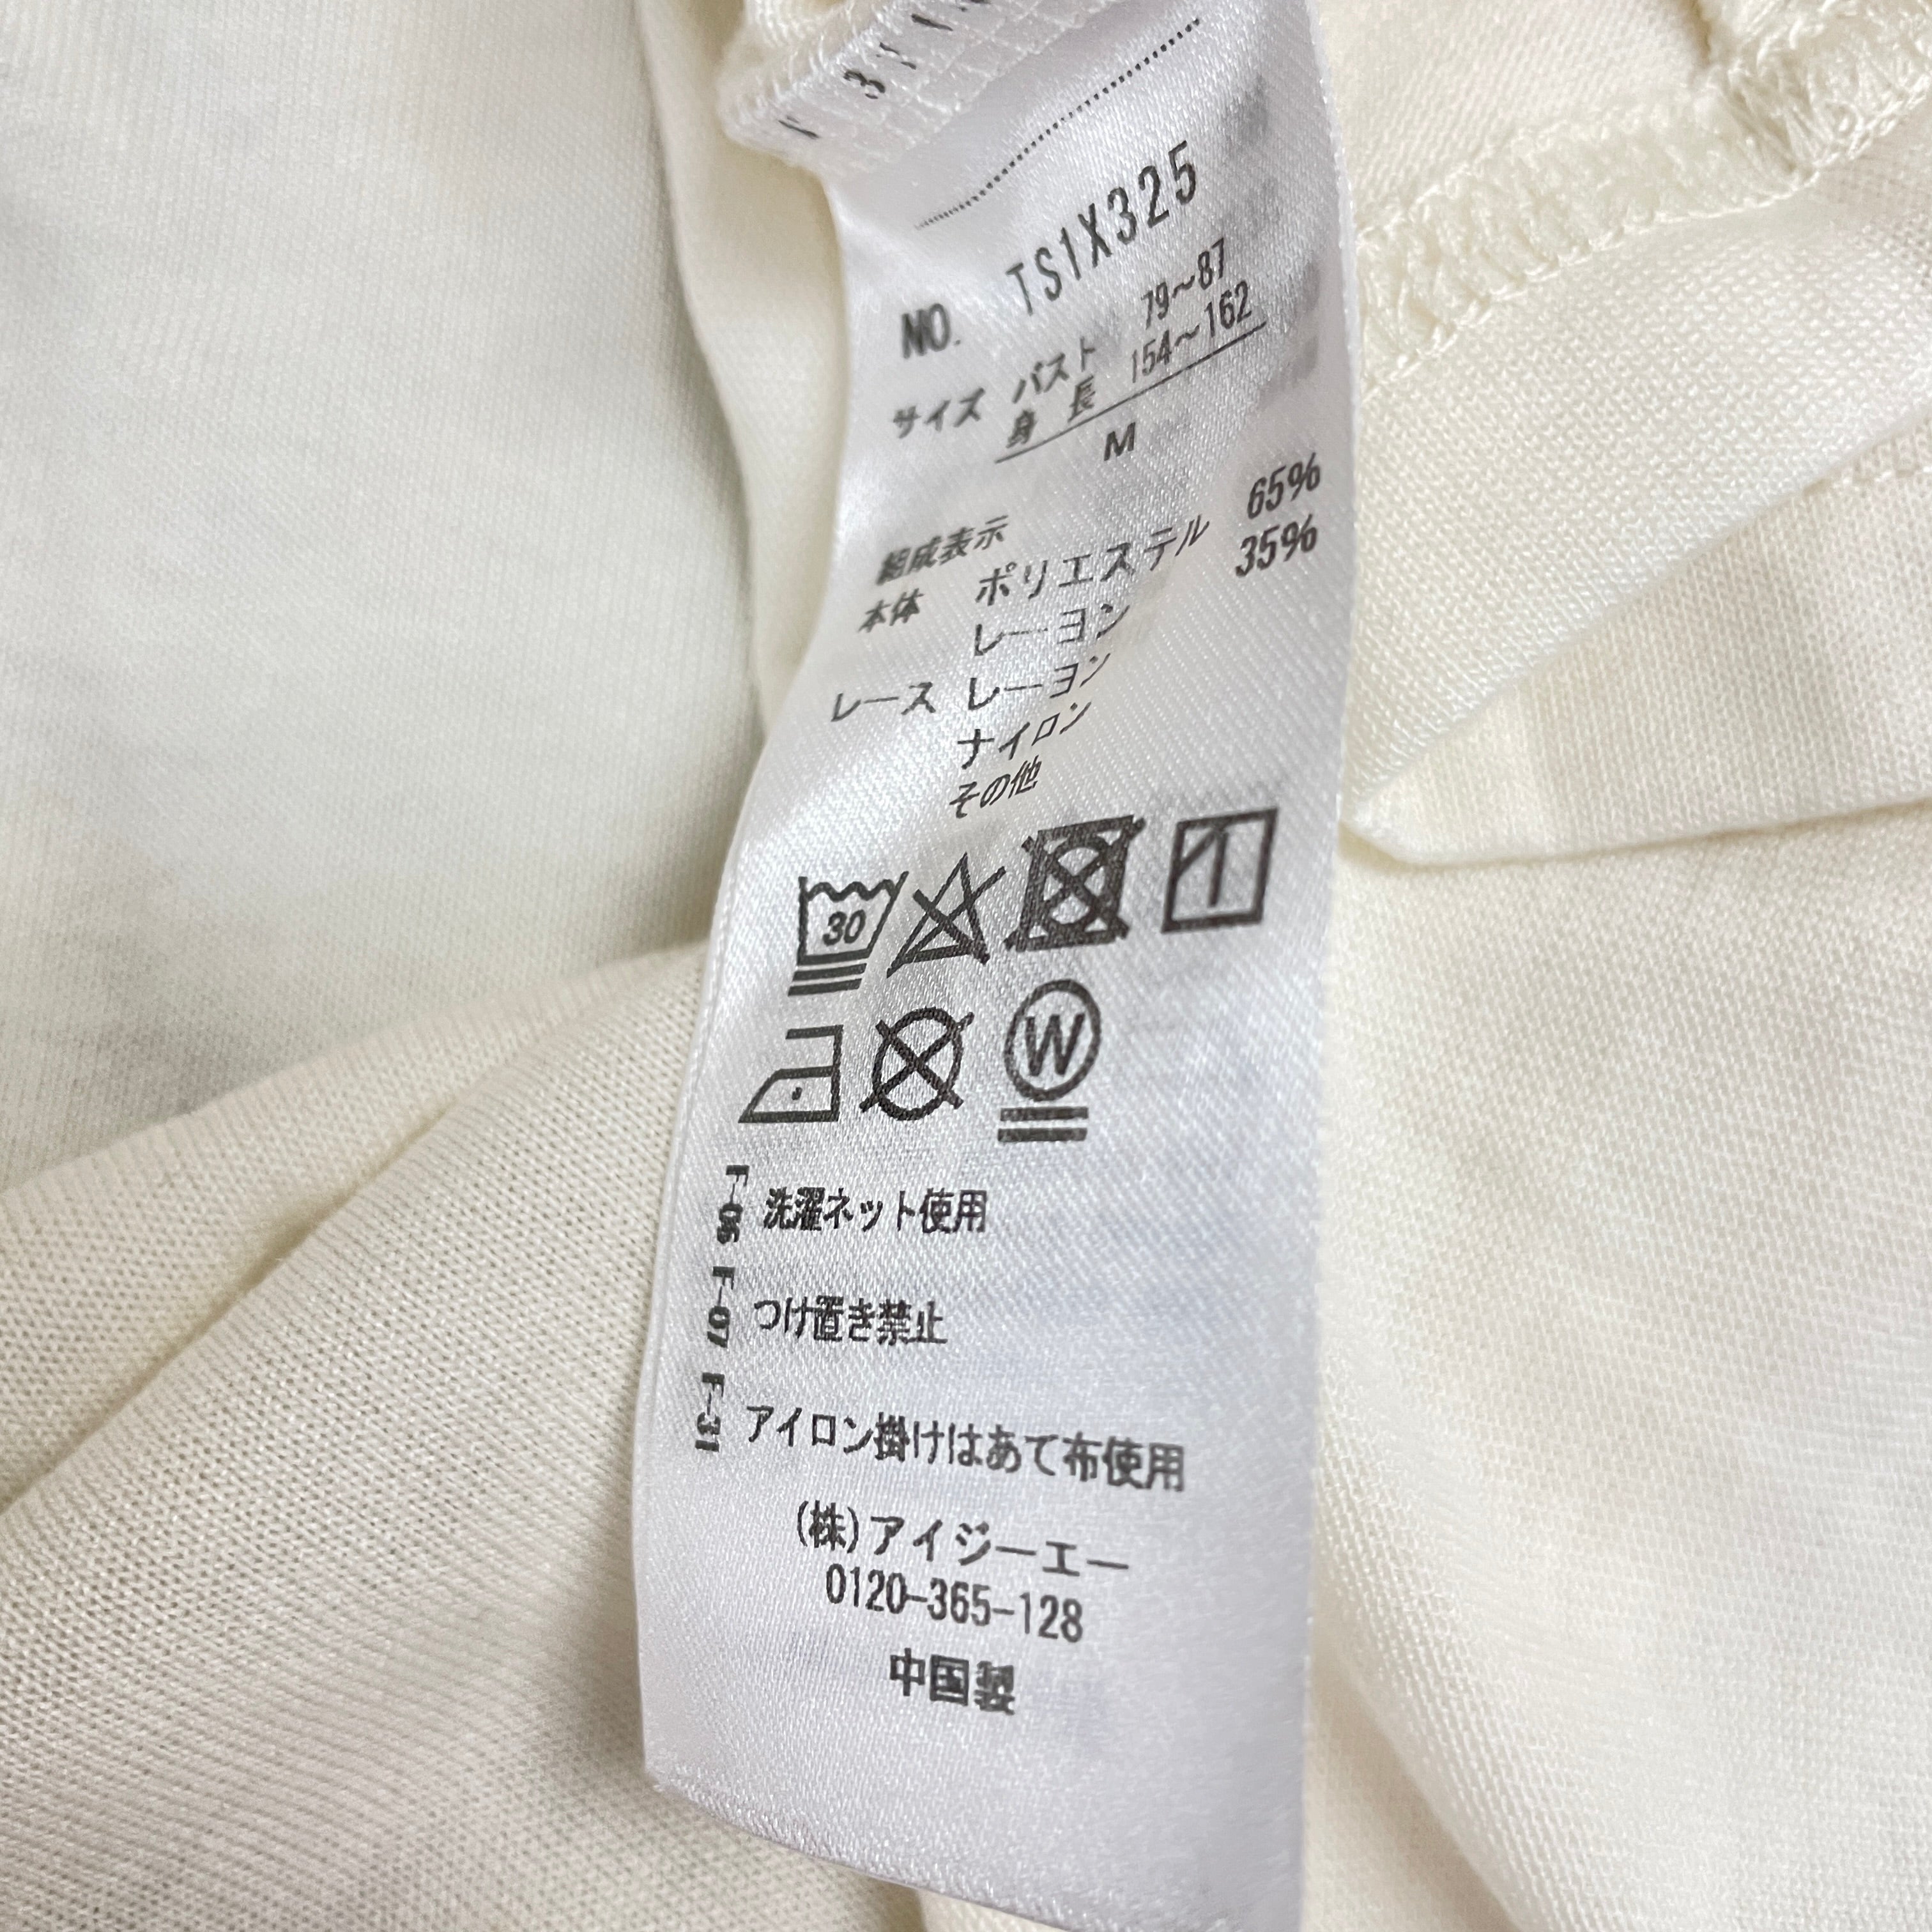 NO. TS1X325
サイズ バスト 79～87
身 長 154～162
M
組成表示
本体 ポリエステル 65%
レーヨン 35%
レース レーヨン
ナイロン
その他
30
W
F-06 洗濯ネット使用
F-07 つけ置き禁止
F-31 アイロン掛けはあて布使用
(株)アイジーエー
0120-365-128
中国製